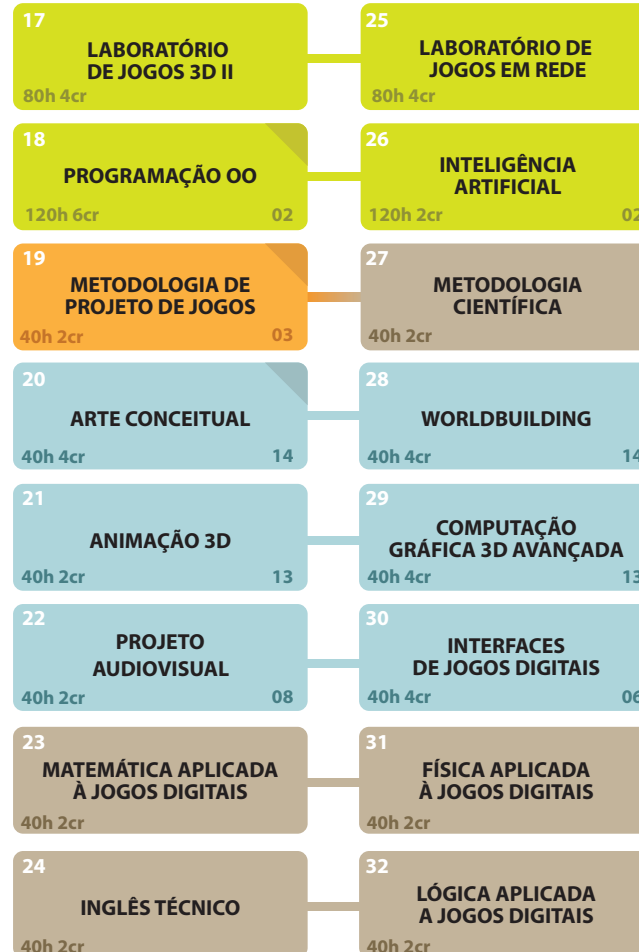 17
LABORATÓRIO
DE JOGOS 3D II
80h 4cr
25
LABORATÓRIO DE
JOGOS EM REDE
80h 4cr
18
PROGRAMAÇÃO OO
120h 6cr 02
26
INTELIGÊNCIA
ARTIFICIAL
120h 2cr 02
19
METODOLOGIA DE
PROJETO DE JOGOS
40h 2cr 03
27
METODOLOGIA
CIENTÍFICA
40h 2cr
20
ARTE CONCEITUAL
40h 4cr 14
28
WORLDBUILDING
40h 4cr 14
21
ANIMAÇÃO 3D
40h 2cr 13
29
COMPUTAÇÃO
GRÁFICA 3D AVANÇADA
40h 4cr 13
22
PROJETO
AUDIOVISUAL
40h 2cr 08
30
INTERFACES
DE JOGOS DIGITAIS
40h 4cr 06
23
MATEMÁTICA APLICADA
À JOGOS DIGITAIS
40h 2cr
31
FÍSICA APLICADA
À JOGOS DIGITAIS
40h 2cr
24
INGLÊS TÉCNICO
40h 2cr
32
LÓGICA APLICADA
A JOGOS DIGITAIS
40h 2cr